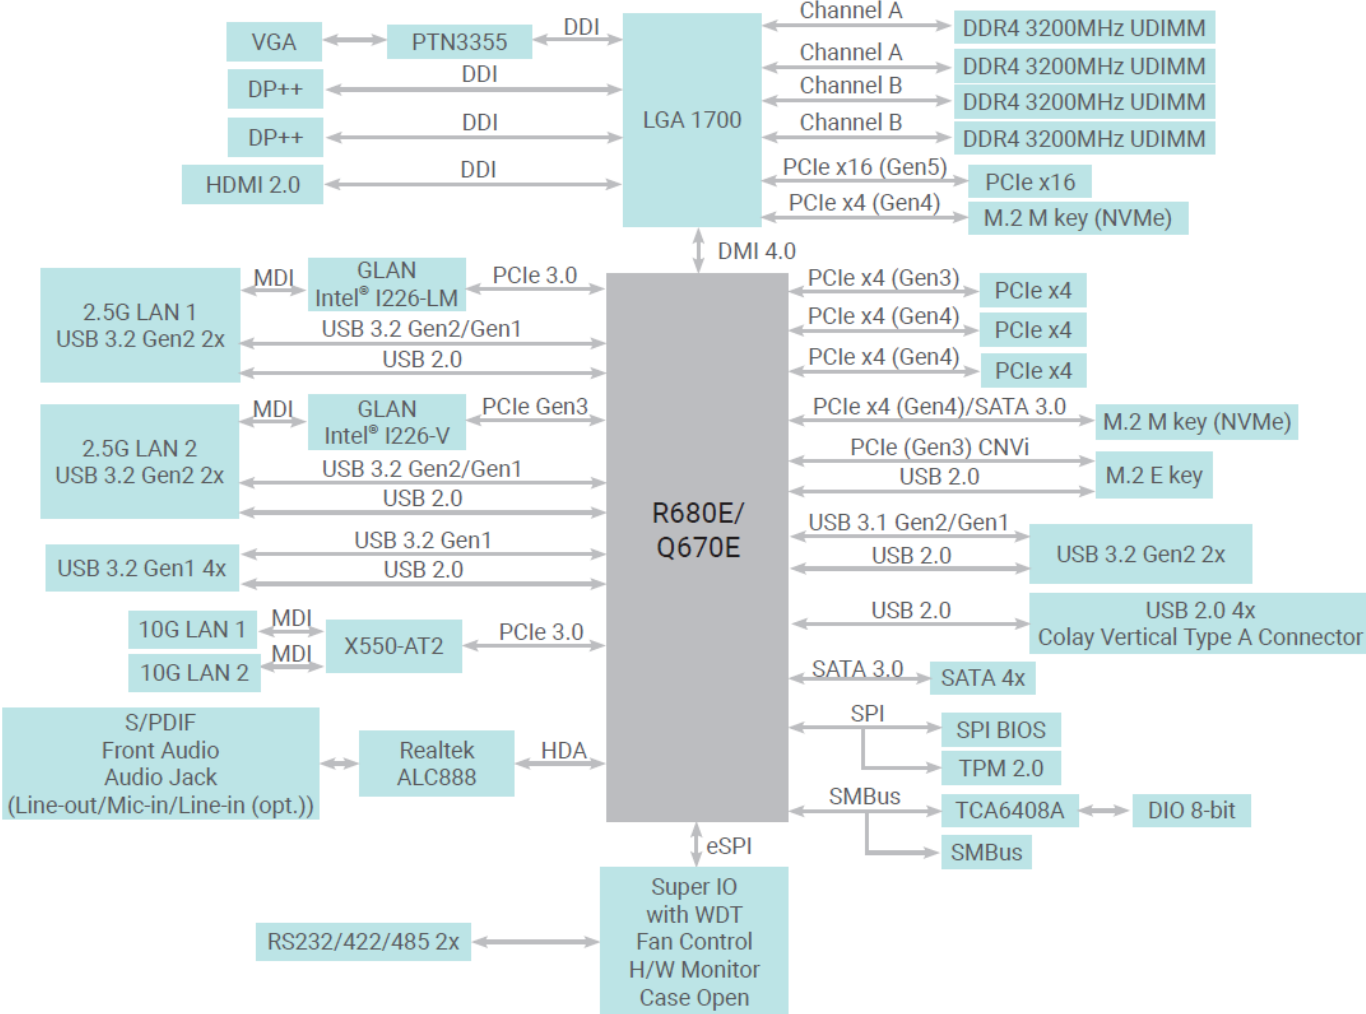 VGA
PTN3355
DDI
DP++
DDI
DP++
DDI
HDMI 2.0
DDI
LGA 1700
Channel A
DDR4 3200MHz UDIMM
Channel A
DDR4 3200MHz UDIMM
Channel B
DDR4 3200MHz UDIMM
Channel B
DDR4 3200MHz UDIMM
PCIe x16 (Gen5)
PCIe x16
PCIe x4 (Gen4)
M.2 M key (NVMe)
DMI 4.0
2.5G LAN 1
USB 3.2 Gen2 2x
MDI
GLAN
Intel® I226-LM
PCIe 3.0
USB 3.2 Gen2/Gen1
USB 2.0
2.5G LAN 2
USB 3.2 Gen2 2x
MDI
GLAN
Intel® I226-V
PCIe Gen3
USB 3.2 Gen2/Gen1
USB 2.0
USB 3.2 Gen1 4x
USB 3.2 Gen1
USB 2.0
10G LAN 1
MDI
10G LAN 2
MDI
X550-AT2
PCIe 3.0
S/PDIF
Front Audio
Audio Jack
(Line-out/Mic-in/Line-in (opt.))
Realtek
ALC888
HDA
R680E/
Q670E
PCIe x4 (Gen3)
PCIe x4
PCIe x4 (Gen4)
PCIe x4
PCIe x4 (Gen4)
PCIe x4
PCIe x4 (Gen4)/SATA 3.0
M.2 M key (NVMe)
PCIe (Gen3) CNVi
USB 2.0
M.2 E key
USB 3.1 Gen2/Gen1
USB 2.0
USB 3.2 Gen2 2x
USB 2.0
USB 2.0 4x
Colay Vertical Type A Connector
SATA 3.0
SATA 4x
SPI
SPI BIOS
TPM 2.0
SMBus
TCA6408A
DIO 8-bit
SMBus
eSPI
Super IO
with WDT
Fan Control
H/W Monitor
Case Open
RS232/422/485 2x